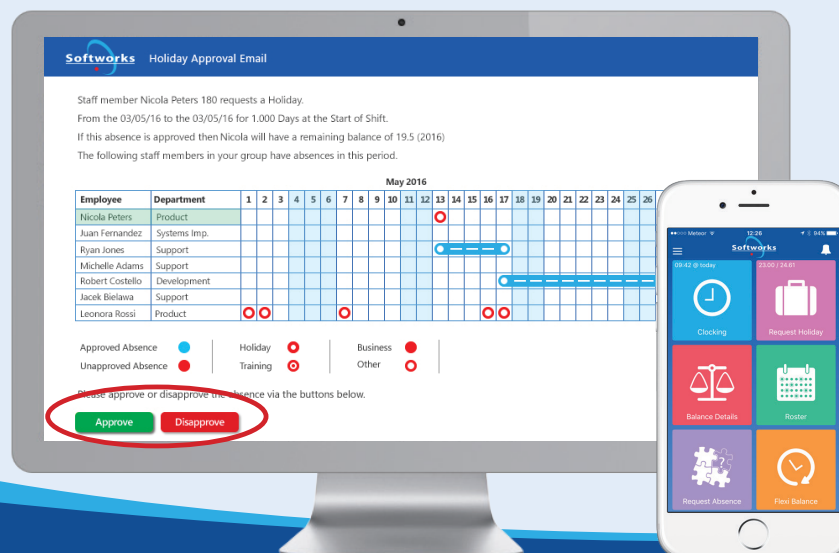 Softworks Holiday Approval Email
Staff member Nicola Peters 180 requests a Holiday.
From the 03/05/16 to the 03/05/16 for 1.000 Days at the Start of Shift.
If this absence is approved then Nicola will have a remaining balance of 19.5 (2016)
The following staff members in your group have absences in this period.
May 2016
Employee Department 1 2 3 4 5 6 7 8 9 10 11 12 13 14 15 16 17 18 19 20 21 22 23 24 25 26
Nicola Peters Product
Juan Fernandez Systems Imp.
Ryan Jones Support
Michelle Adams Support
Robert Costello Development
Jacek Bielawa Support
Leonora Rossi Product
Approved Absence Holiday Business
Unapproved Absence Training Other
Please approve or disapprove the absence via the buttons below.
Approve Disapprove
Meteor 12:26 94%
Softworks
09:42 @ today 23.00 / 24.61
Clocking Request Holiday
Balance Details Roster
Request Absence Flexi Balance